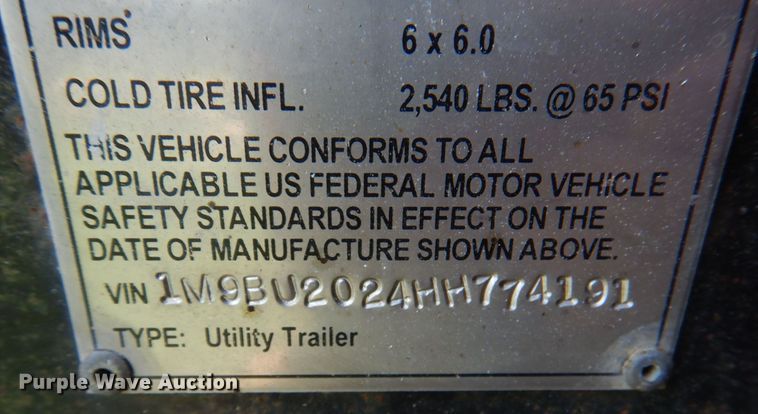 RIMS 6 x 6.0
COLD TIRE INFL. 2,540 LBS. @ 65 PSI
THIS VEHICLE CONFORMS TO ALL
APPLICABLE US FEDERAL MOTOR VEHICLE
SAFETY STANDARDS IN EFFECT ON THE
DATE OF MANUFACTURE SHOWN ABOVE.
VIN 1M9BU2024HH774191
TYPE: Utility Trailer
Purple Wave Auction